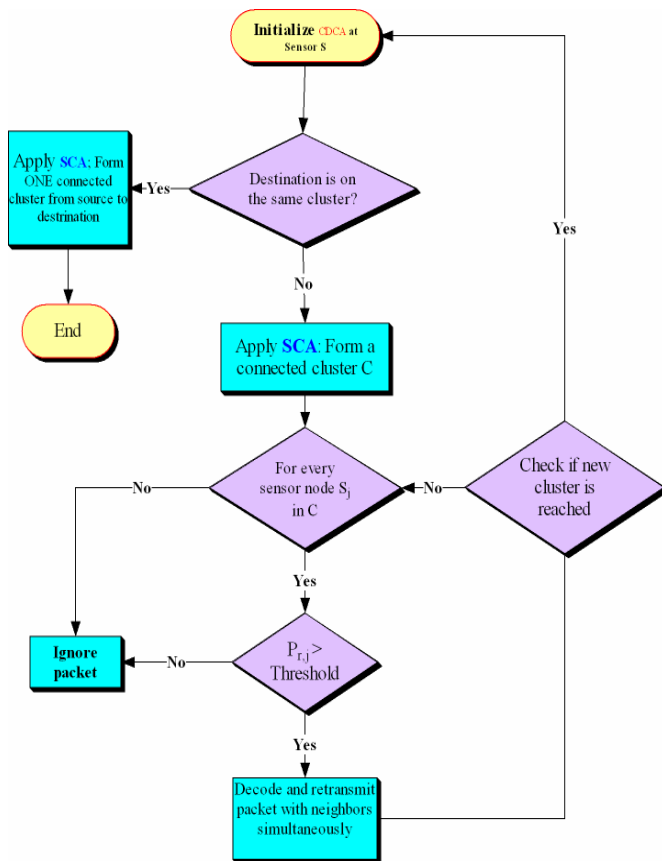 Initialize CDCA at
Sensor S
Apply SCA; Form
ONE connected
cluster from source to
destrination
Yes
Destination is on
the same cluster?
Yes
No
End
Apply SCA: Form a
connected cluster C
For every
sensor node Sj
in C
No
No
Check if new
cluster is
reached
Yes
Ignore
packet
No
Pr,j >
Threshold
Yes
Decode and retransmit
packet with neighbors
simultaneously